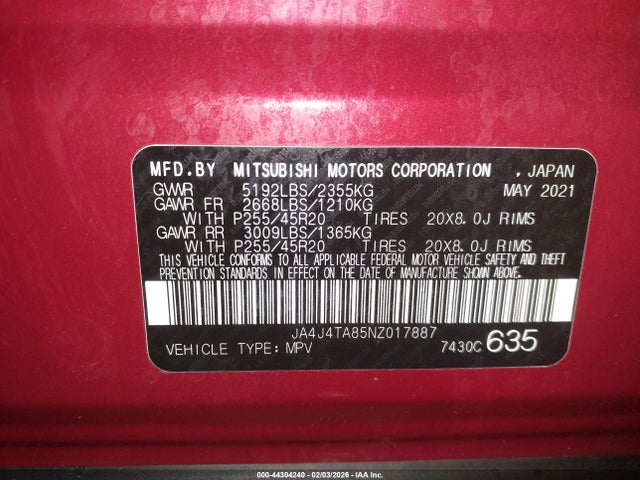 MFD.BY MITSUBISHI MOTORS CORPORATION , JAPAN
GVWR 5192LBS/2355KG MAY 2021
GAWR FR 2668LBS/1210KG
WITH P255/45R20 TIRES 20X8.0J RIMS
GAWR RR 3009LBS/1365KG
WITH P255/45R20 TIRES 20X8.0J RIMS
THIS VEHICLE CONFORMS TO ALL APPLICABLE FEDERAL MOTOR VEHICLE SAFETY AND THEFT
PREVENTION STANDARDS IN EFFECT ON THE DATE OF MANUFACTURE SHOWN ABOVE.
JA4J4TA85NZ017887
VEHICLE TYPE: MPV 7430C 635
000-44304240 - 02/03/2026 - IAA Inc.